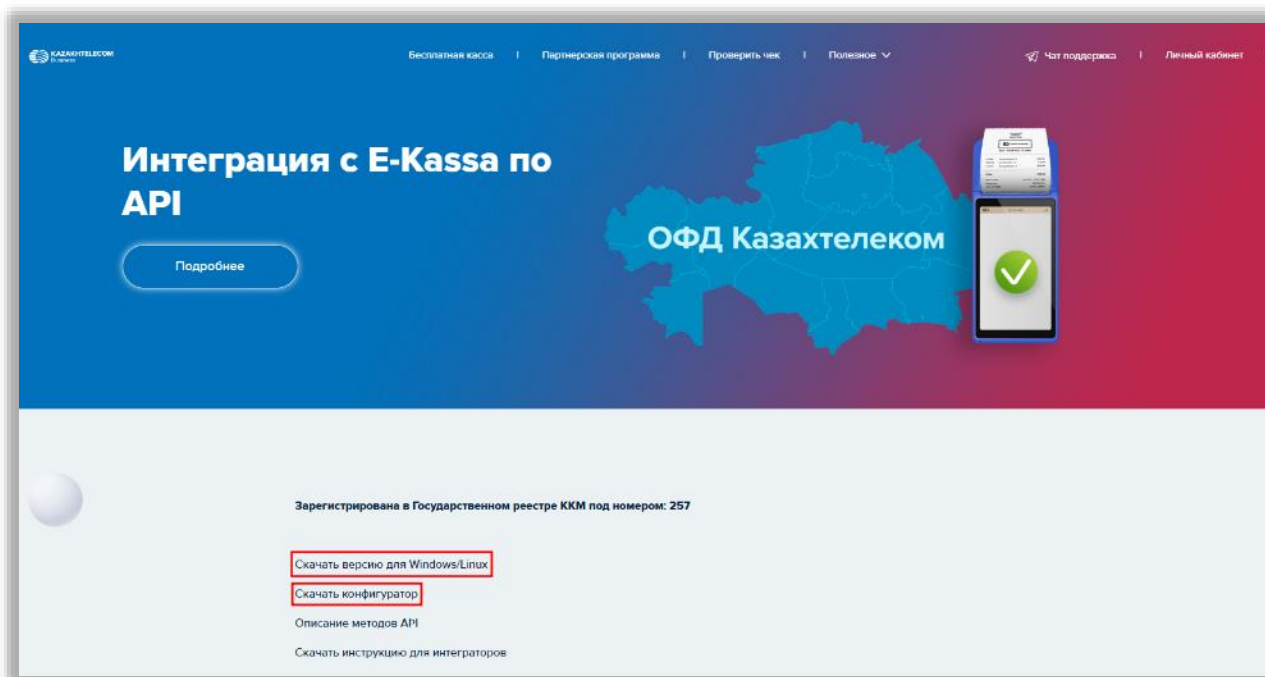 KAZAKHTELECOM
Business
Бесплатная касса | Партнерская программа | Проверить чек | Полезное
Чат поддержка | Личный кабинет
Интеграция с E-Kassa по
API
Подробнее
ОФД Казахтелеком
Зарегистрирована в Государственном реестре ККМ под номером: 257
Скачать версию для Windows/Linux
Скачать конфигуратор
Описание методов API
Скачать инструкцию для интеграторов